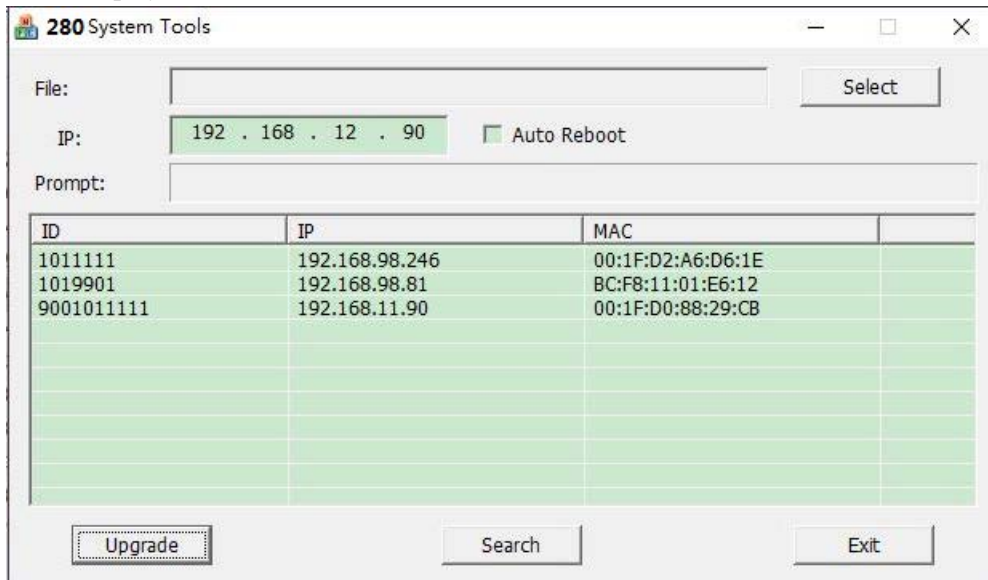 280 System Tools
File: Select
IP: 192 . 168 . 12 . 90 Auto Reboot
Prompt:
ID IP MAC
1011111 192.168.98.246 00:1F:D2:A6:D6:1E
1019901 192.168.98.81 BC:F8:11:01:E6:12
9001011111 192.168.11.90 00:1F:D0:88:29:CB
Upgrade Search Exit